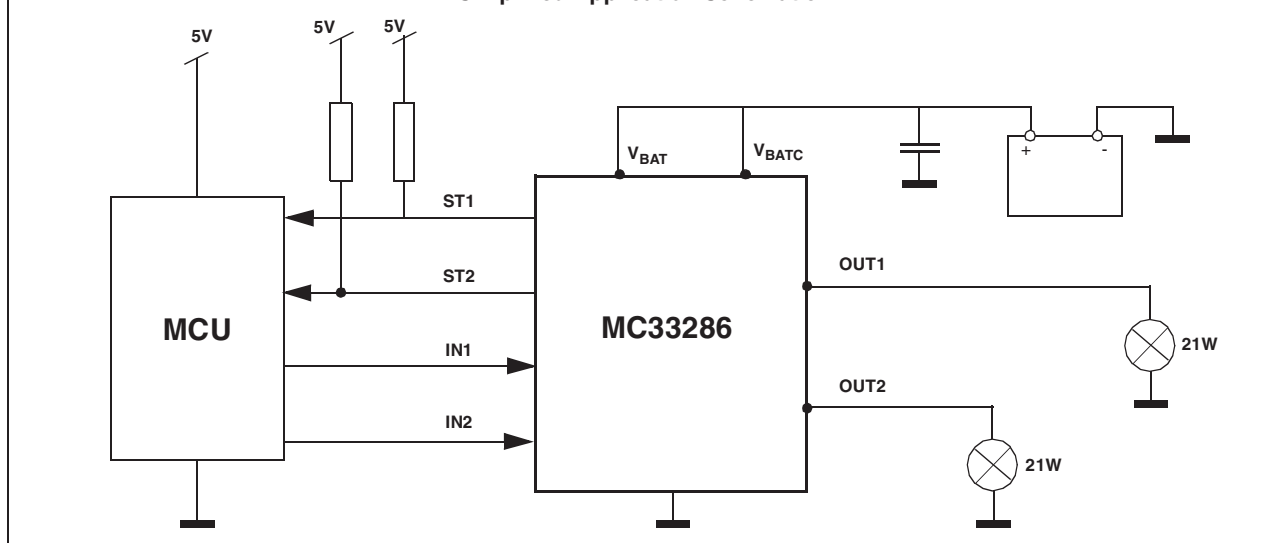 5V
5V
5V
VBAT
VBATC
+
-
ST1
OUT1
ST2
MCU
MC33286
IN1
21W
OUT2
IN2
21W